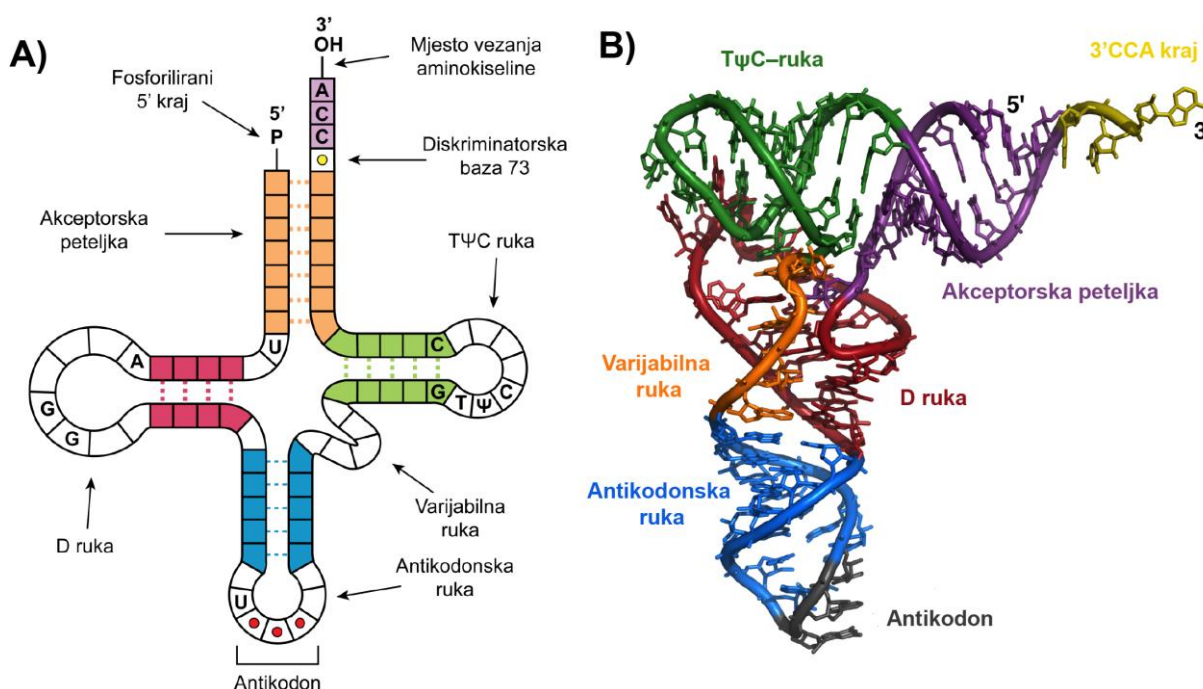 A)
3’
OH
Mjesto vezanja
aminokiseline
Fosforilirani
5’ kraj
5’
P
A
C
C
Diskriminatorska
baza 73
Akceptorska
peteljka
TΨC ruka
U
A
G
G
C
G
T Ψ C
D ruka
Varijabilna
ruka
Antikodonska
ruka
U
Antikodon
B)
TψC–ruka
3’CCA kraj
5'
3'
Akceptorska peteljka
Varijabilna
ruka
D ruka
Antikodonska
ruka
Antikodon